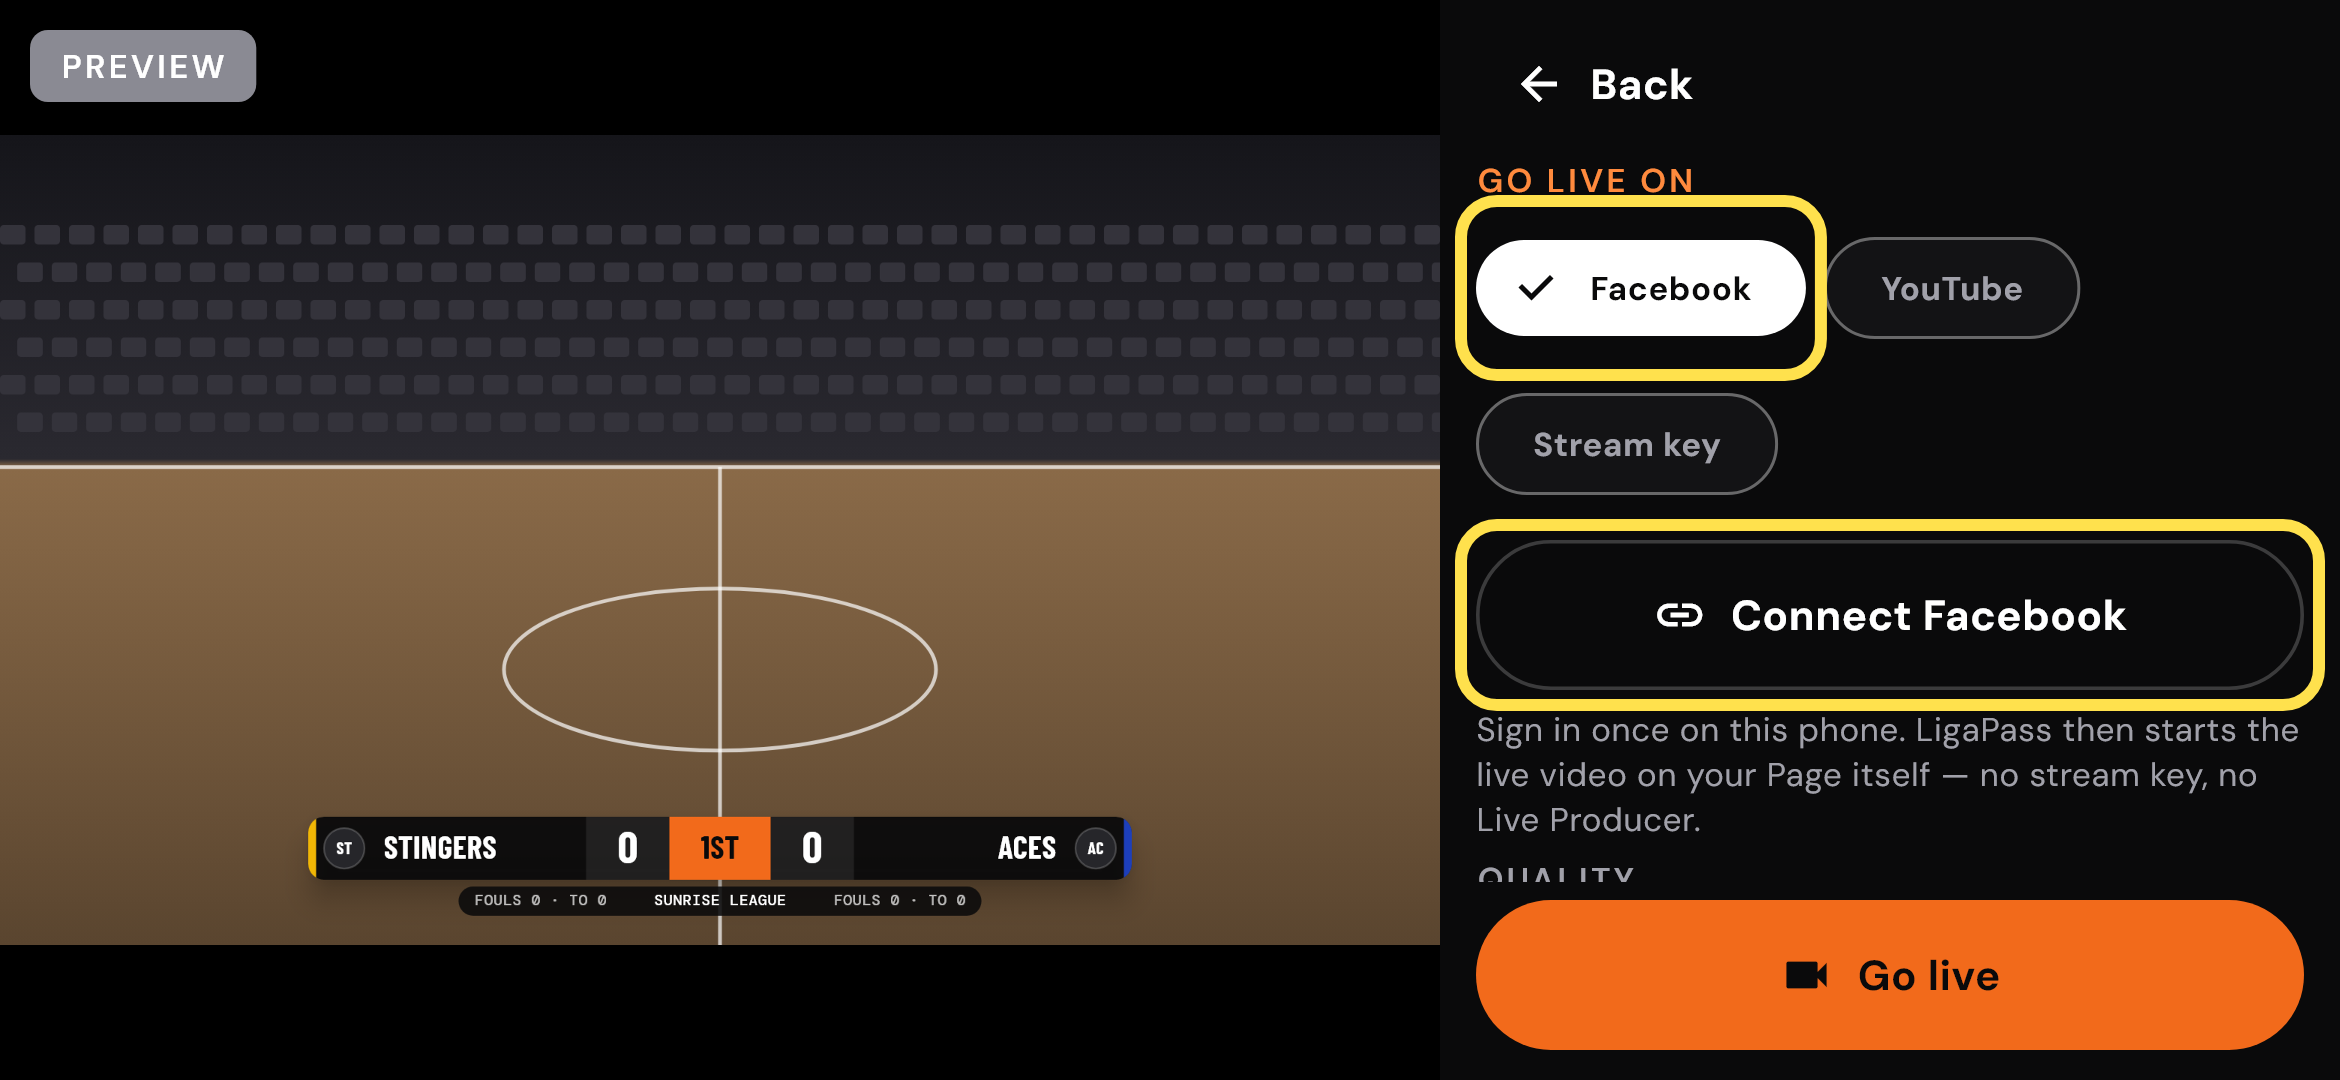 PREVIEW
Back
GO LIVE ON
Facebook
YouTube
Stream key
Connect Facebook
Sign in once on this phone. LigaPass then starts the
live video on your Page itself — no stream key, no
Live Producer.
QUALITY
Go live
ST STINGERS 0 1ST 0 ACES AC
FOULS 0 · TO 0 SUNRISE LEAGUE FOULS 0 · TO 0